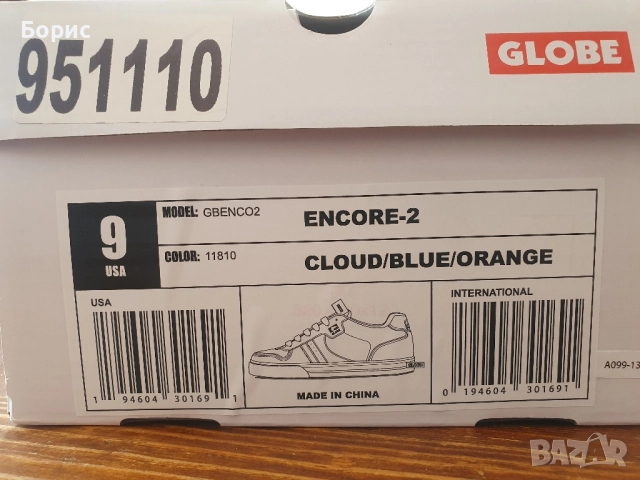 Борис
951110
GLOBE
9
USA
MODEL: GBENCO2
ENCORE-2
COLOR: 11810
CLOUD/BLUE/ORANGE
USA
1 94604 30169 1
MADE IN CHINA
INTERNATIONAL
0 194604 301691
A099-13
BAZAR